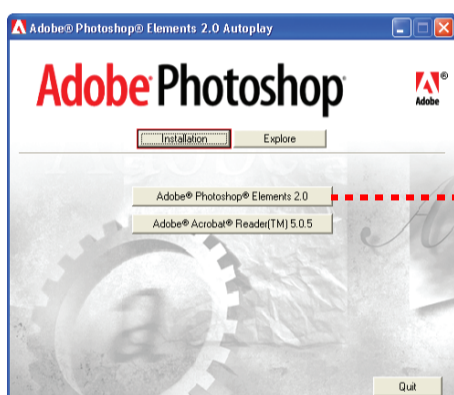 Adobe® Photoshop® Elements 2.0 Autoplay
Adobe® Photoshop®
Adobe®
Installation
Explore
Adobe® Photoshop® Elements 2.0
Adobe® Acrobat® Reader(TM) 5.0.5
a
A
Quit